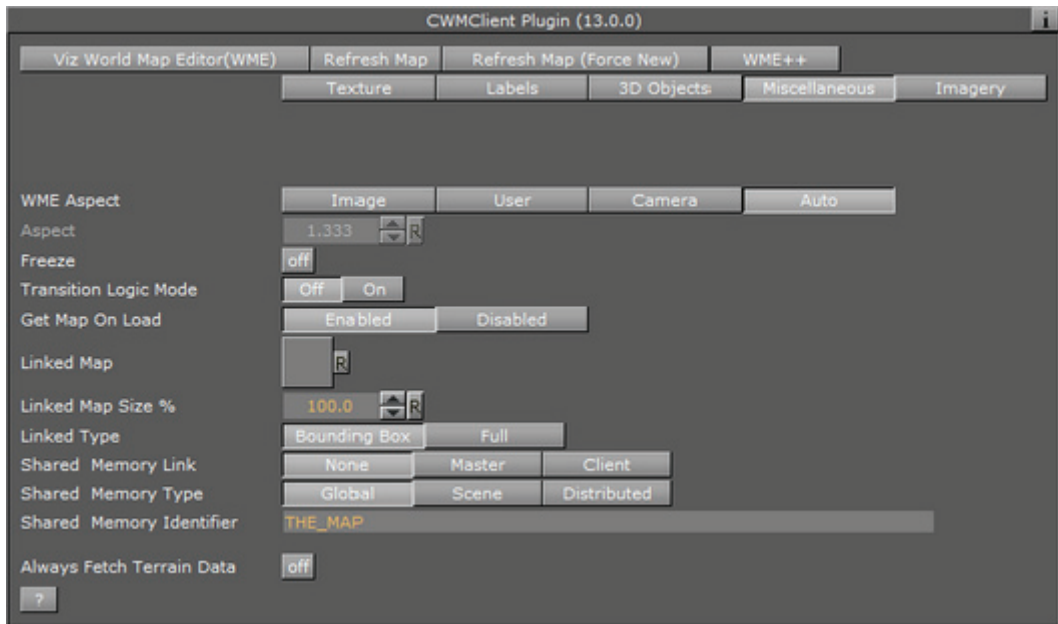 CWMClient Plugin (13.0.0) i
Viz World Map Editor(WME) Refresh Map Refresh Map (Force New) WME++
Texture Labels 3D Objects Miscellaneous Imagery
WME Aspect Image User Camera Auto
Aspect 1.333 R
Freeze off
Transition Logic Mode Off On
Get Map On Load Enabled Disabled
Linked Map R
Linked Map Size % 100.0 R
Linked Type Bounding Box Full
Shared Memory Link None Master Client
Shared Memory Type Global Scene Distributed
Shared Memory Identifier THE_MAP
Always Fetch Terrain Data off
?